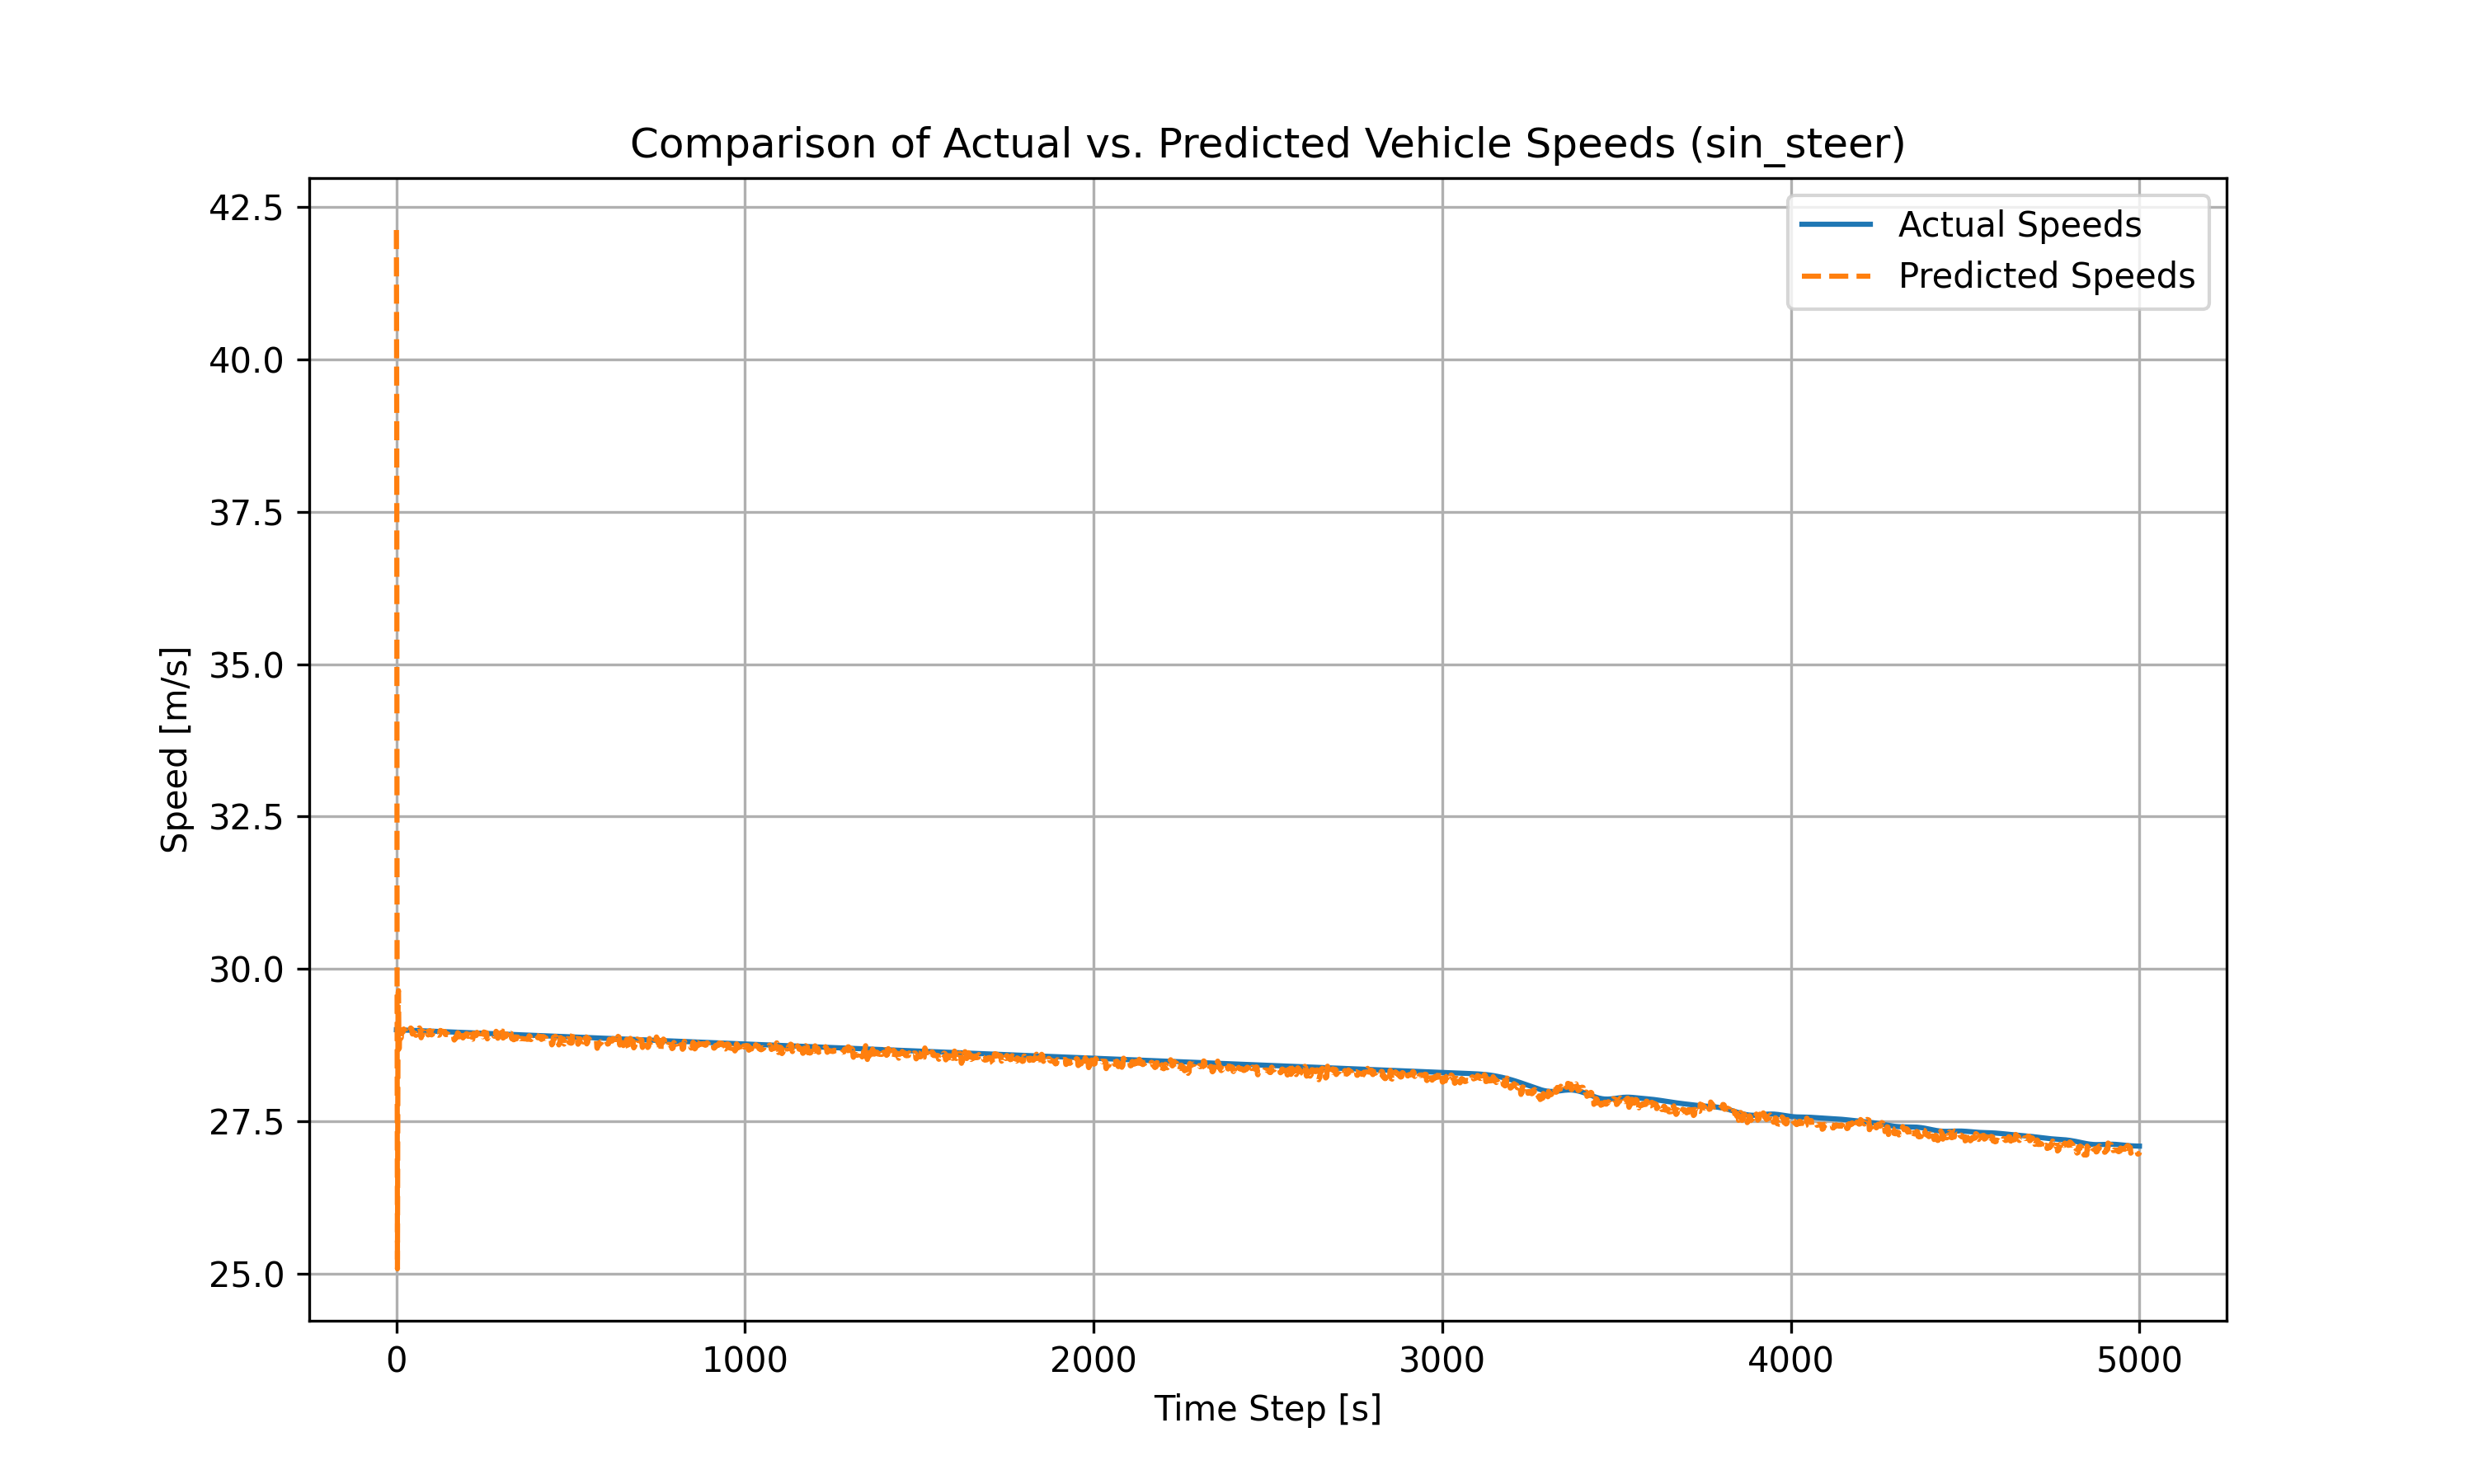 Comparison of Actual vs. Predicted Vehicle Speeds (sin_steer)
Actual Speeds
Predicted Speeds
Speed [m/s]
42.5
40.0
37.5
35.0
32.5
30.0
27.5
25.0
0 1000 2000 3000 4000 5000
Time Step [s]